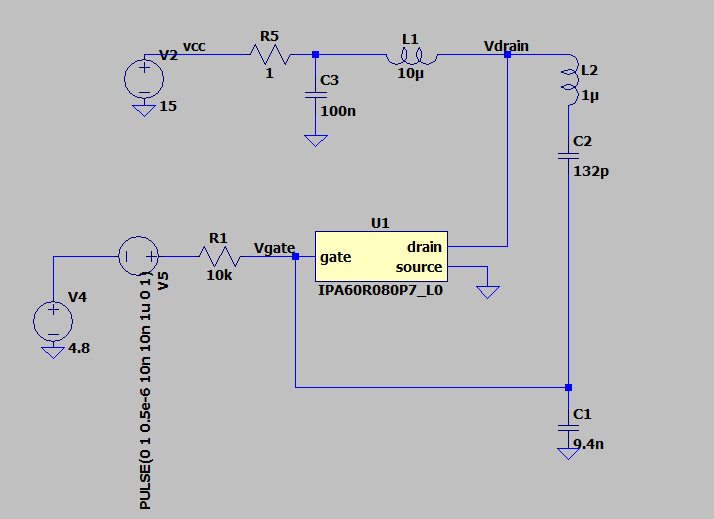 vcc
V2
15
R5
1
C3
100n
L1
10µ
Vdrain
L2
1µ
C2
132p
V4
4.8
V5
PULSE(0 1 0.5e-6 10n 10n 1u 0 1)
R1
10k
Vgate
U1
gate
drain
source
IPA60R080P7_L0
C1
9.4n